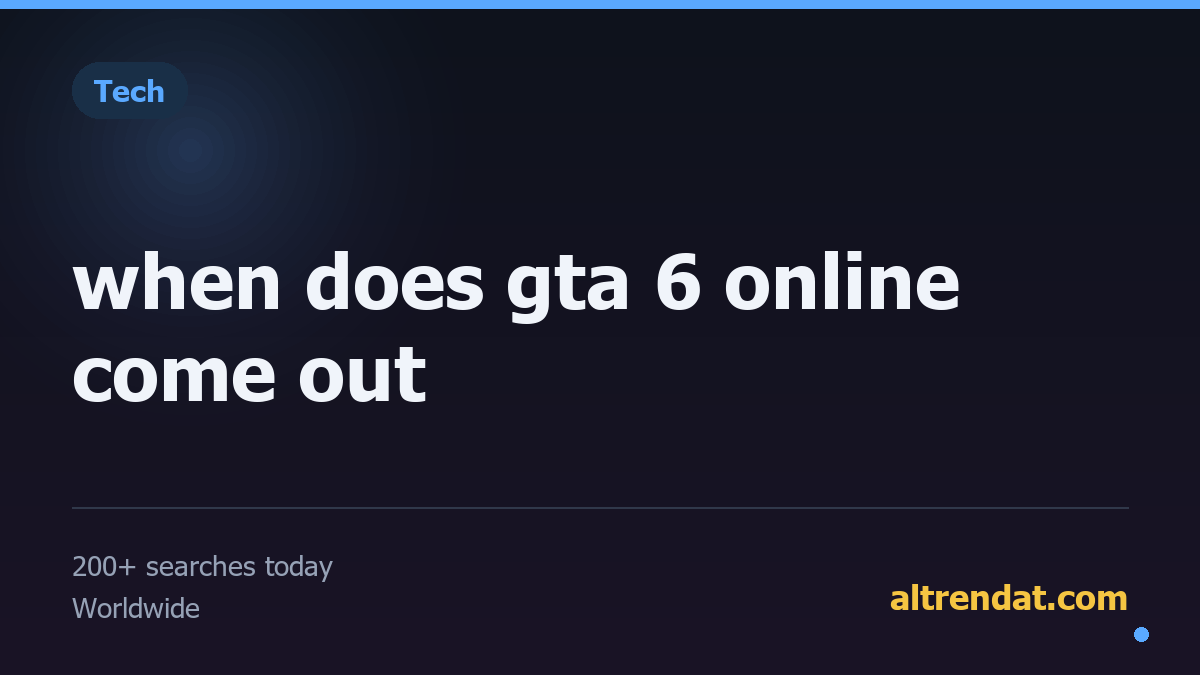 Tech
when does gta 6 online
come out
200+ searches today
Worldwide
altrendat.com